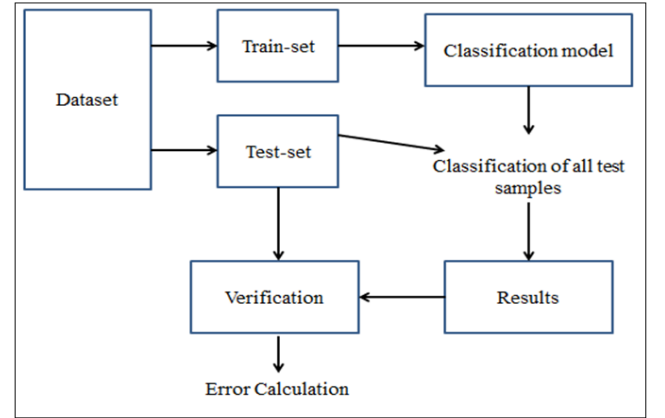 Train-set
Classification model
Dataset
Test-set
Classification of all test
samples
Verification
Results
Error Calculation